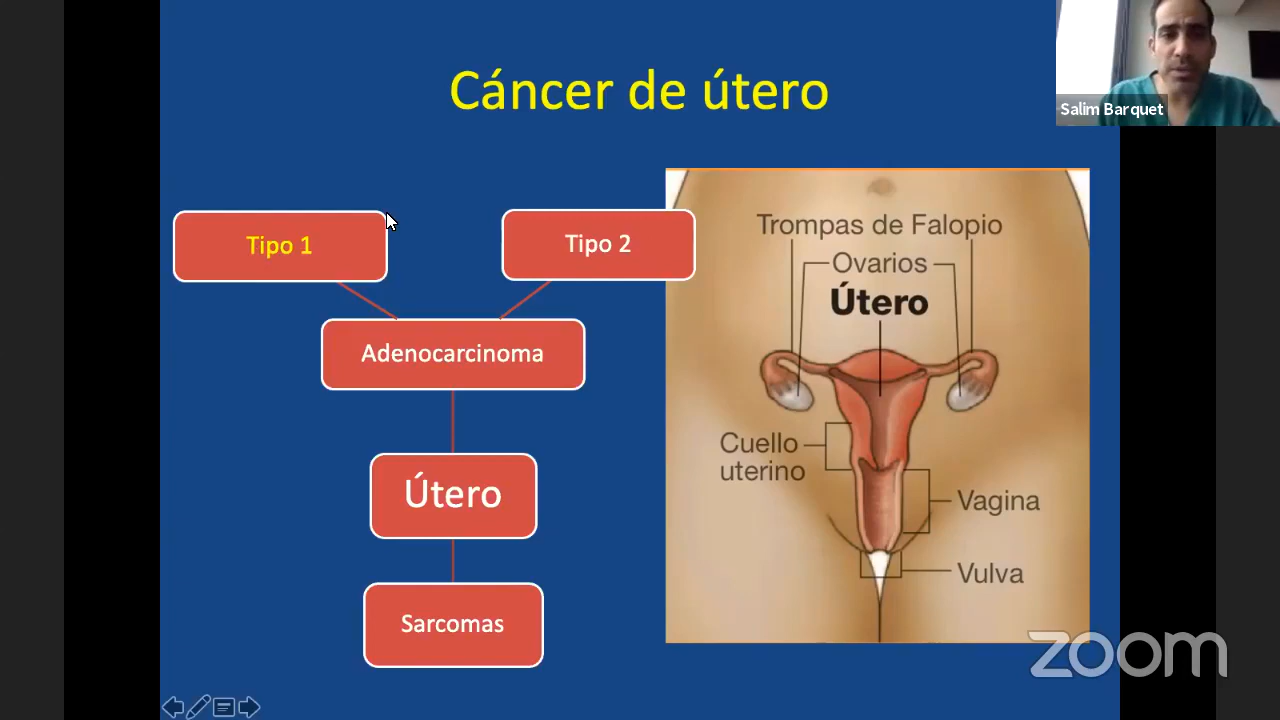 Cáncer de útero
Salim Barquet
Tipo 1
Tipo 2
Adenocarcinoma
Útero
Sarcomas
Trompas de Falopio
Ovarios
Útero
Cuello
uterino
Vagina
Vulva
zoom